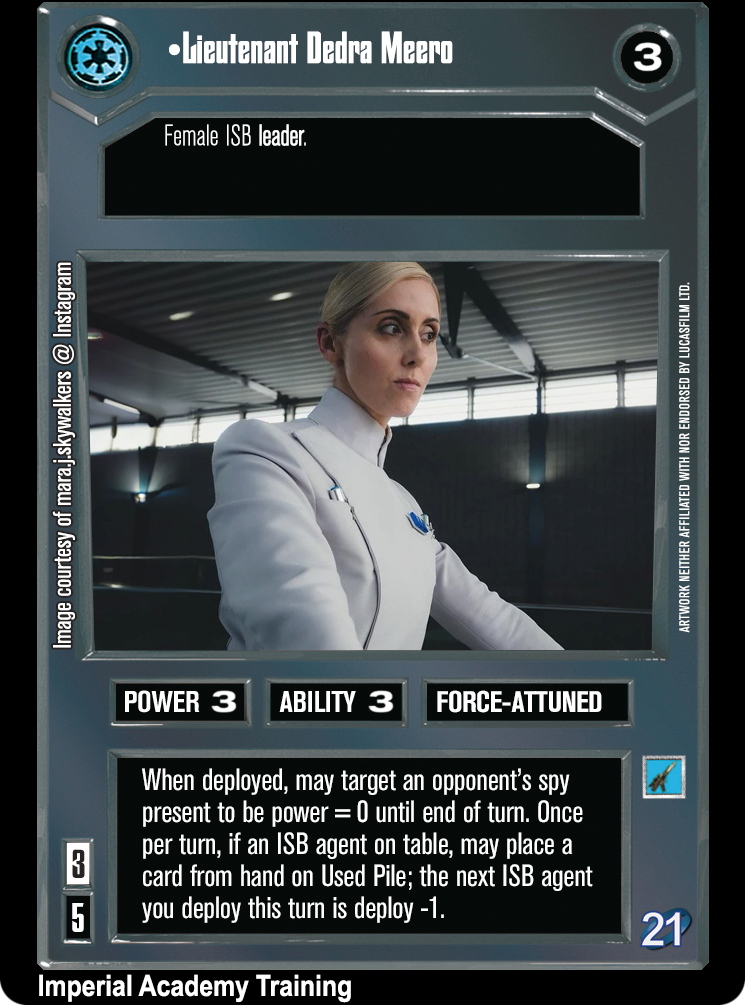 •Lieutenant Dedra Meero
3
Female ISB leader.
Image courtesy of mara.j.skywalkers @ Instagram
ARTWORK NEITHER AFFILIATED WITH NOR ENDORSED BY LUCASFILM LTD.
POWER 3
ABILITY 3
FORCE-ATTUNED
When deployed, may target an opponent's spy
present to be power = 0 until end of turn. Once
per turn, if an ISB agent on table, may place a
card from hand on Used Pile; the next ISB agent
you deploy this turn is deploy -1.
3
5
21
Imperial Academy Training